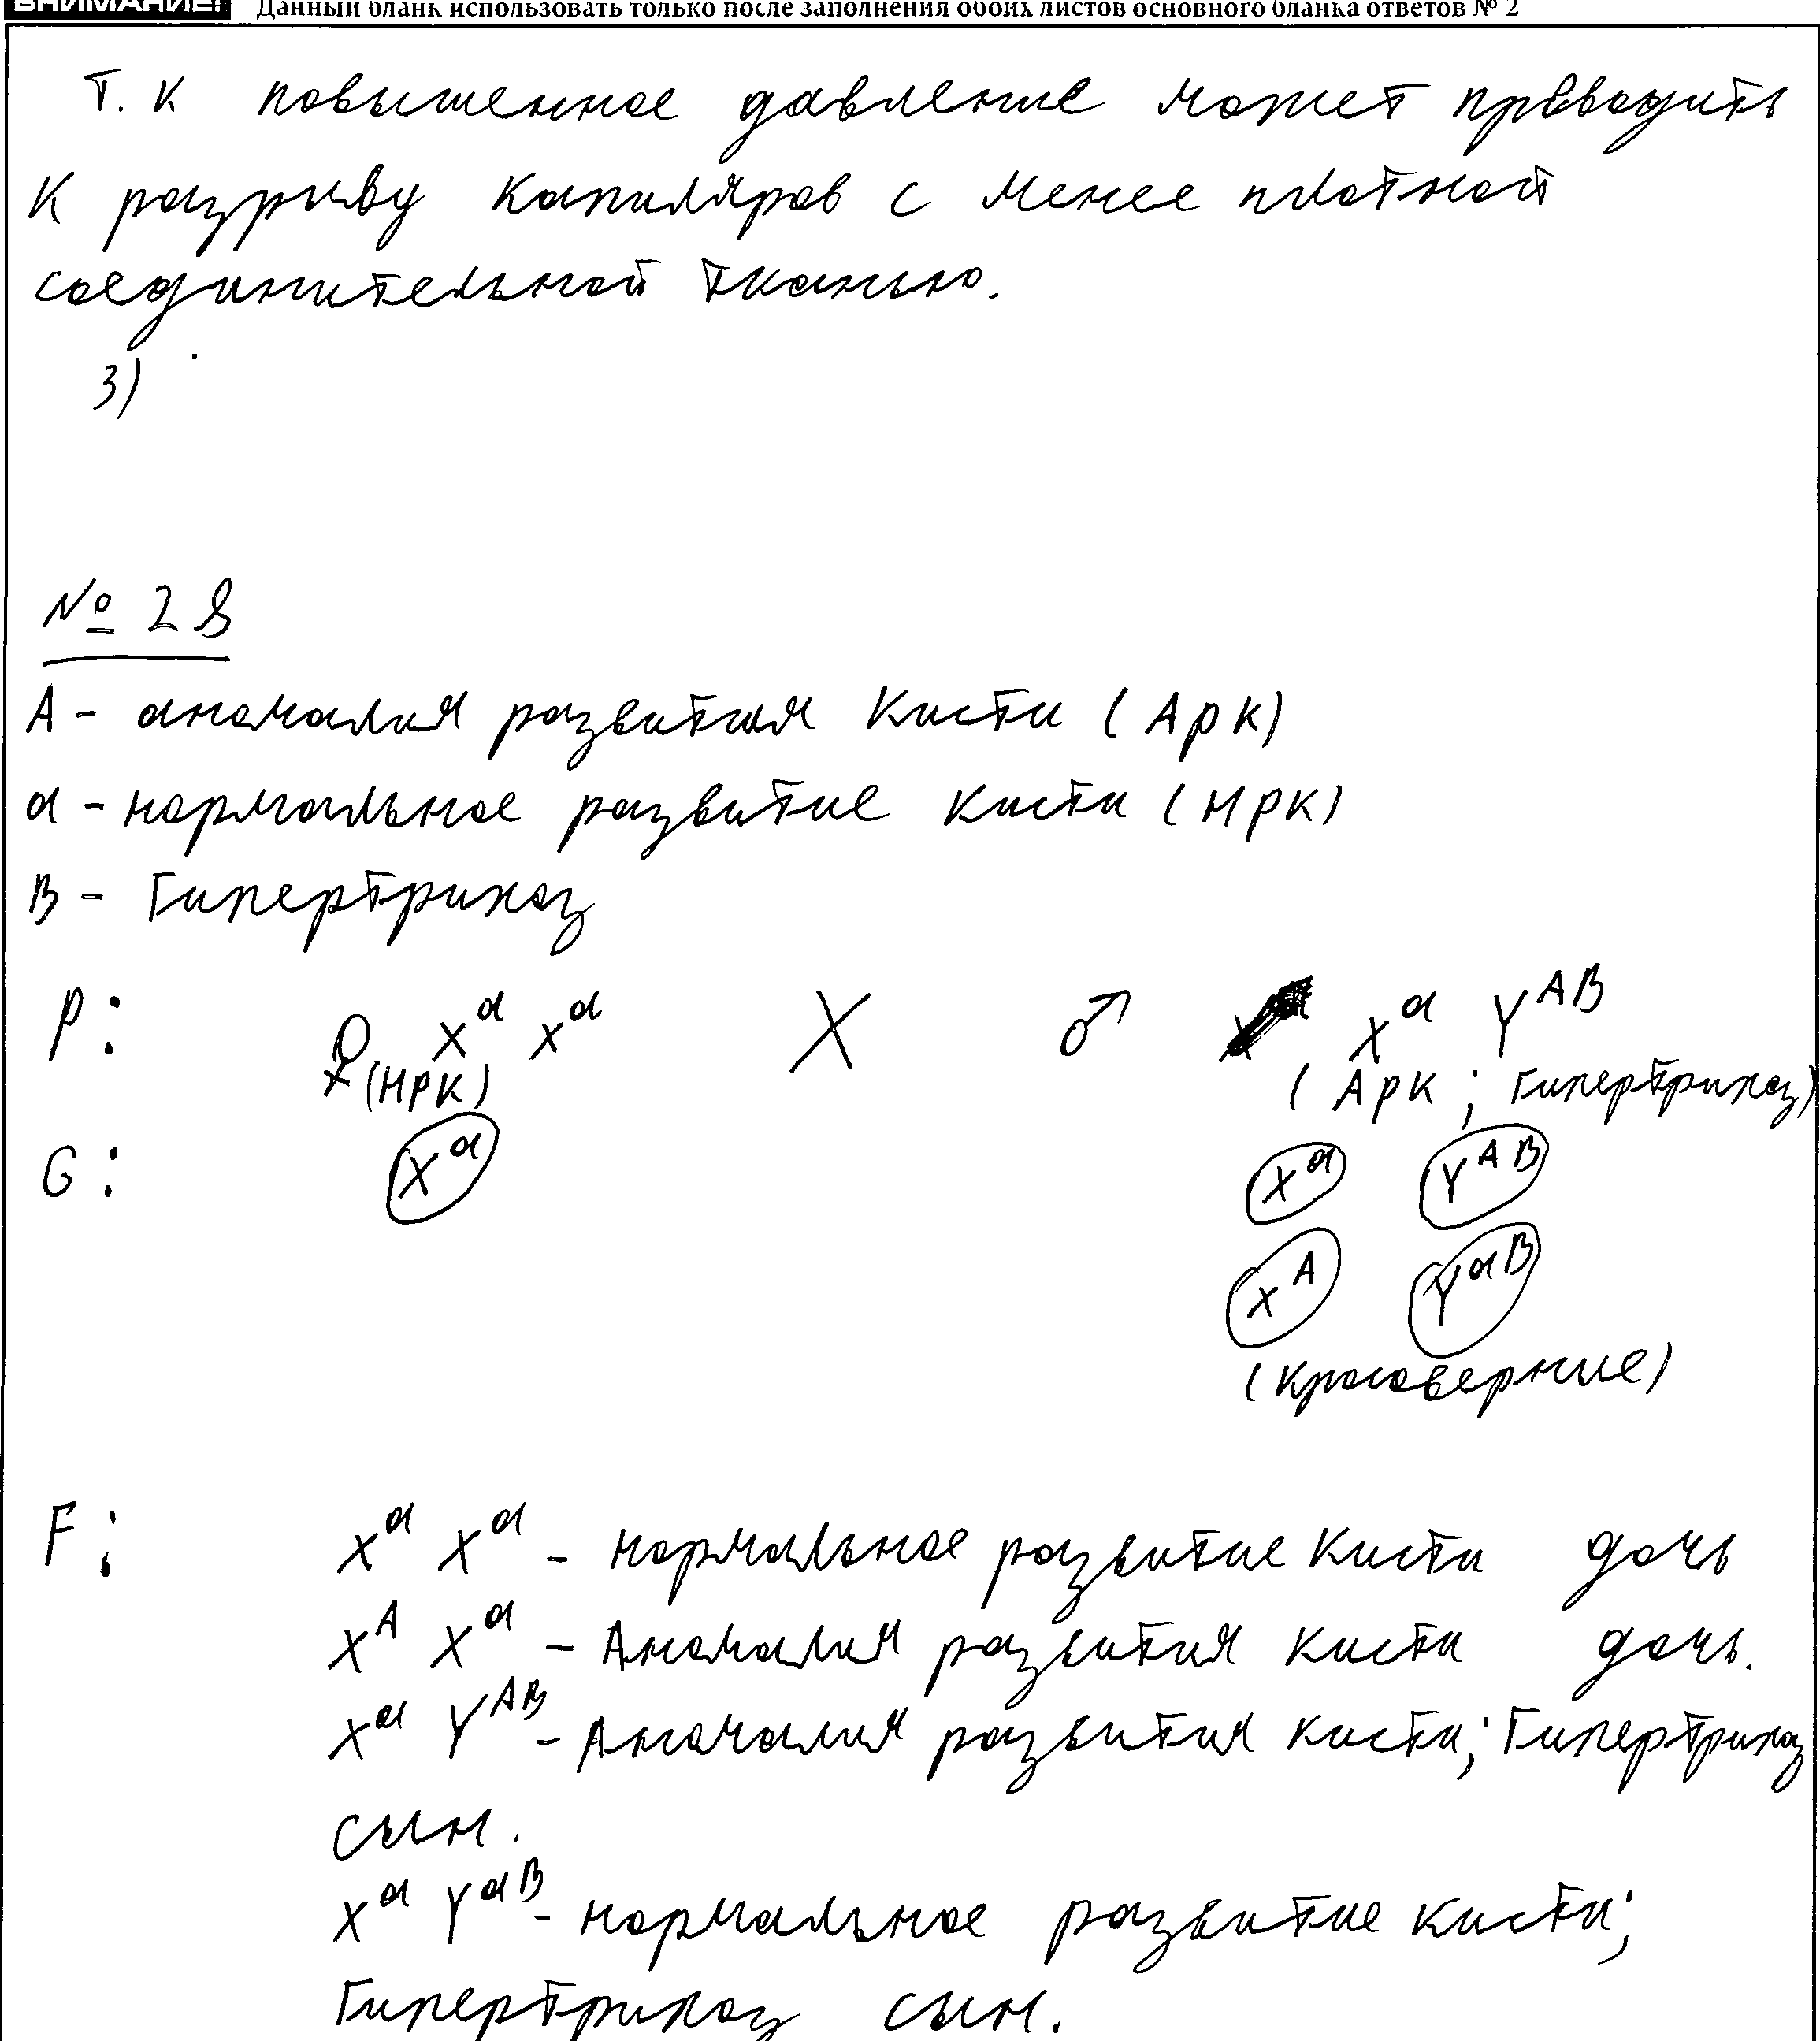 ВНИМАНИЕ! Данный бланк использовать только после заполнения обоих листов основного бланка ответов № 2
Т. к повышенное давление может приводить
к разрыву капиляров с менее плотной
соединительной тканью.
3)
№ 28
A - аномалия развития кисти (Арк)
a - нормальное развитие кисти (Нрк)
B - Гипертрихоз
P: ♀ X^a X^a X ♂ X^a Y^AB
(НРК) (Арк; Гипертрихоз)
G: X^a X^a Y^AB
X^A Y^aB
(кросоверние)
F: X^a X^a - нормальное развитие кисти дочь
X^A X^a - Аномалия развития кисти дочь.
X^a Y^AB - Аномалия развития кисти; Гипертрихоз
сын.
X^a Y^aB - нормальное развитие кисти;
Гипертрихоз сын.